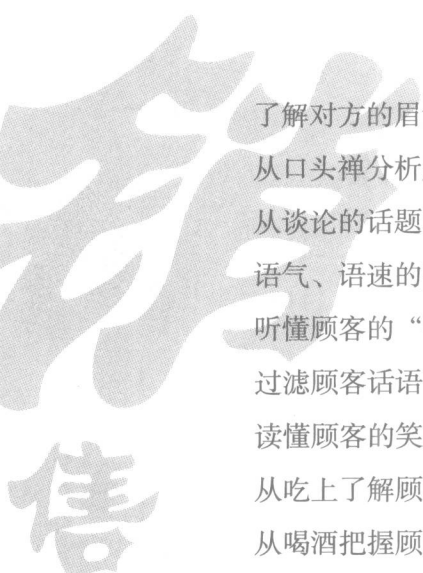 销
售
了解对方的眉
从口头禅分析
从谈论的话题
语气、语速的
听懂顾客的“
过滤顾客话语
读懂顾客的笑
从吃上了解顾
从喝酒把握顾